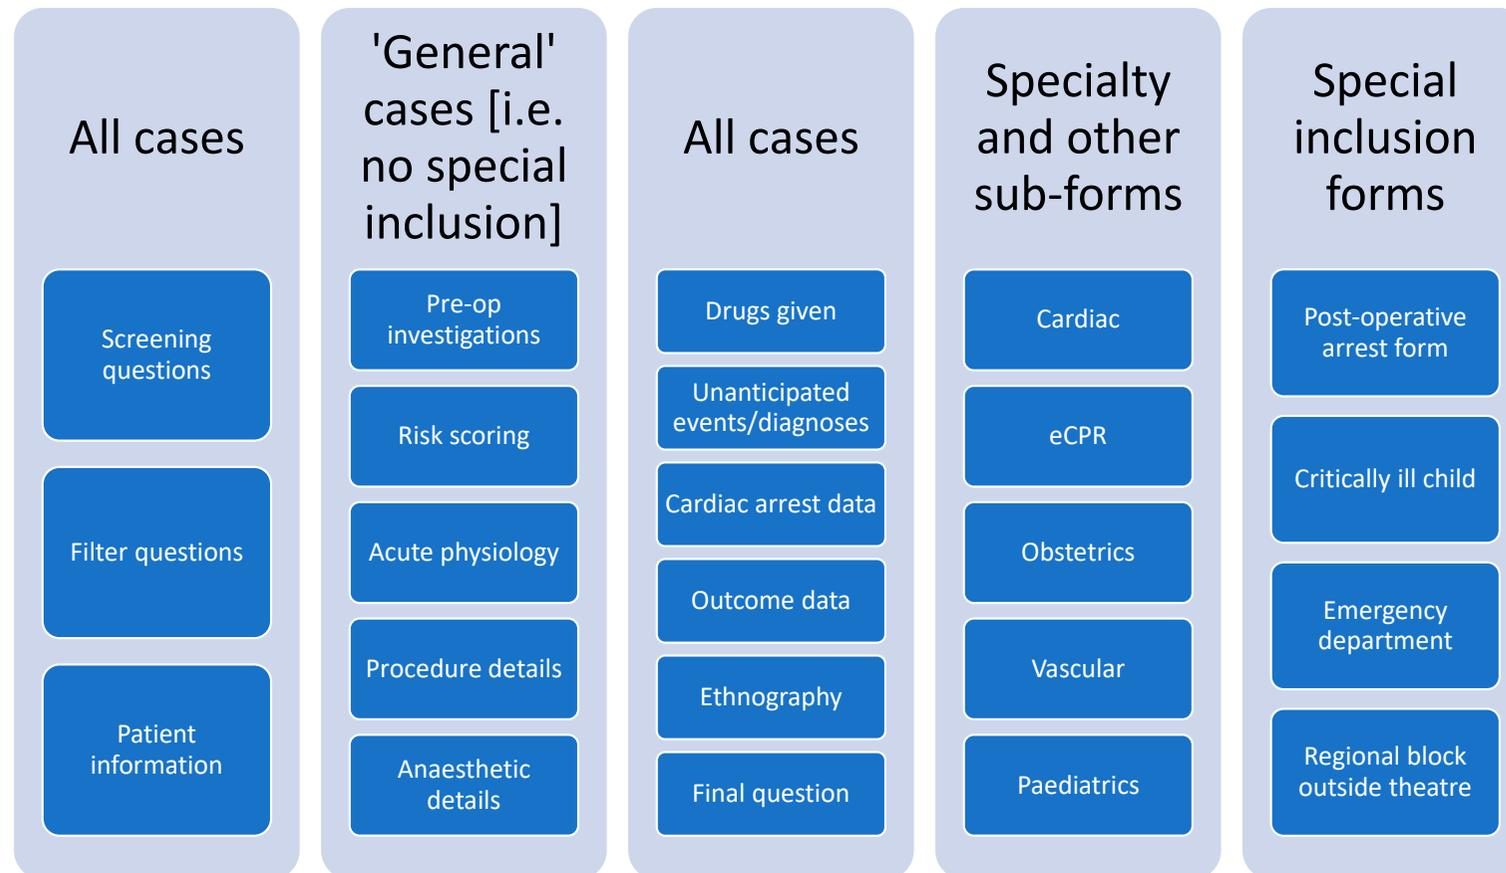 All cases
Screening
questions
Filter questions
Patient
information
'General'
cases [i.e.
no special
inclusion]
Pre-op
investigations
Risk scoring
Acute physiology
Procedure details
Anaesthetic
details
All cases
Drugs given
Unanticipated
events/diagnoses
Cardiac arrest data
Outcome data
Ethnography
Final question
Specialty
and other
sub-forms
Cardiac
eCPR
Obstetrics
Vascular
Paediatrics
Special
inclusion
forms
Post-operative
arrest form
Critically ill child
Emergency
department
Regional block
outside theatre